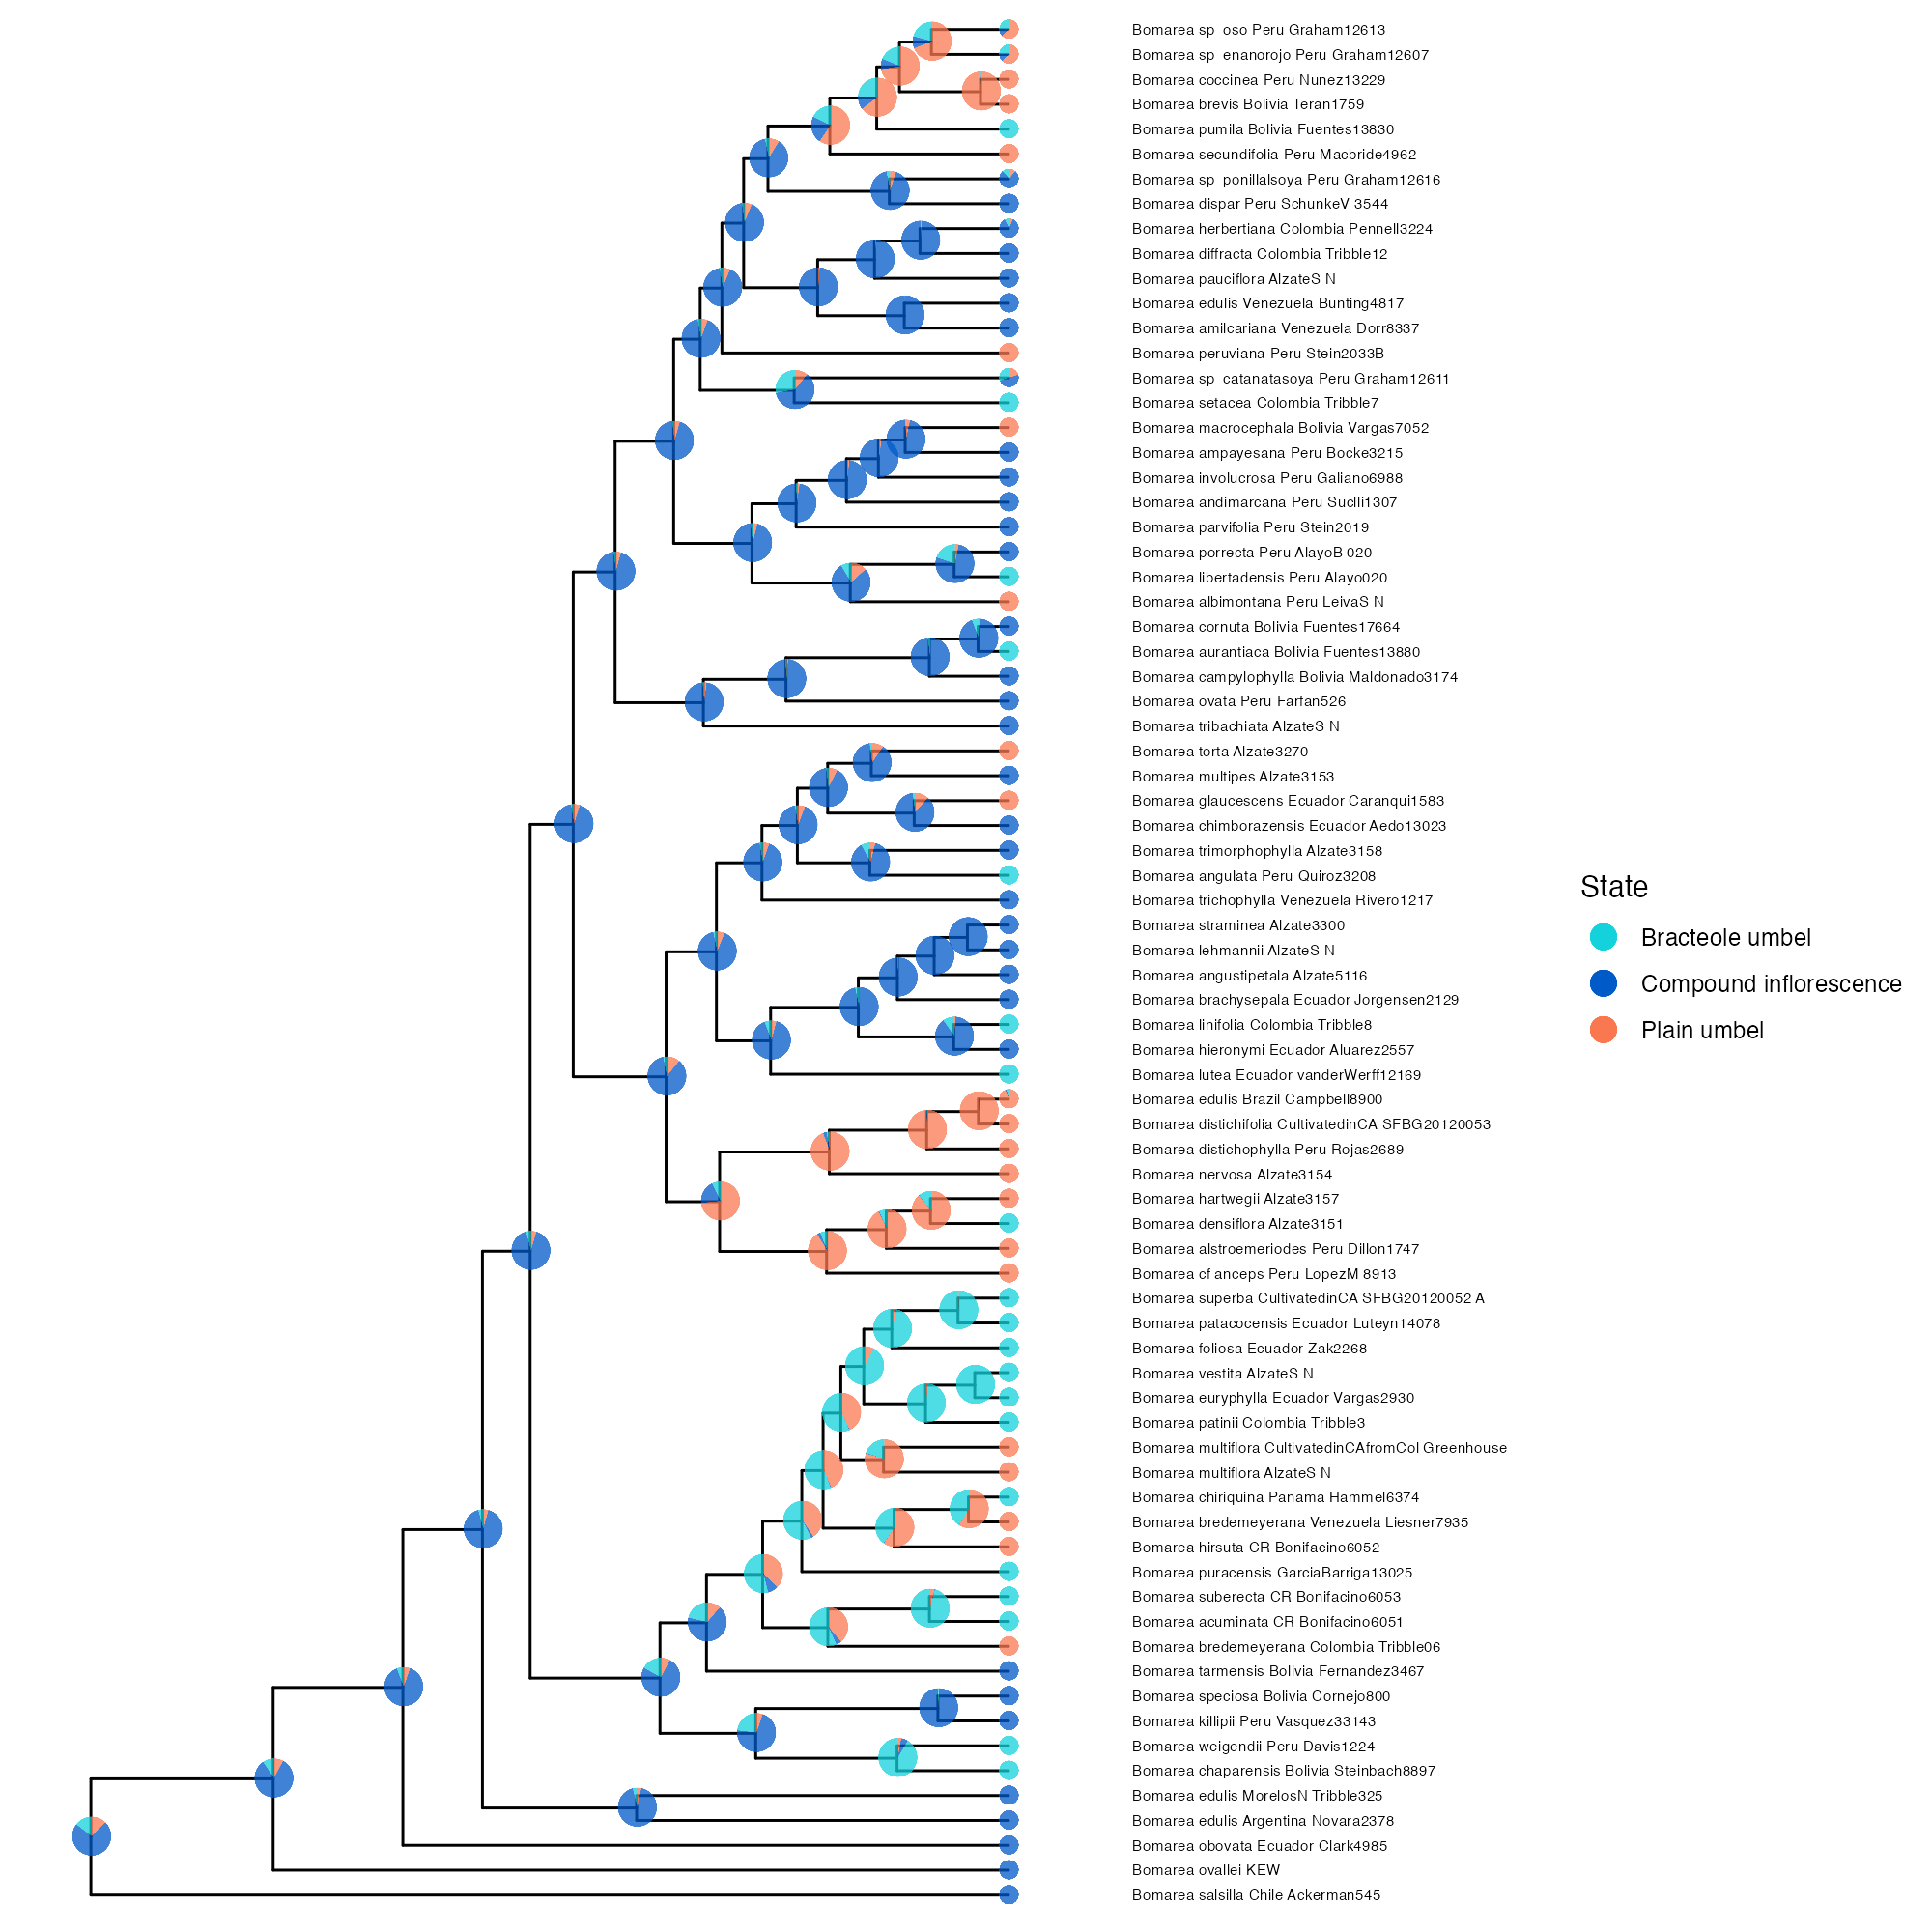 Bomarea sp oso Peru Graham12613
Bomarea sp enanorojo Peru Graham12607
Bomarea coccinea Peru Nunez13229
Bomarea brevis Bolivia Teran1759
Bomarea pumila Bolivia Fuentes13830
Bomarea secundifolia Peru Macbride4962
Bomarea sp ponillalsoya Peru Graham12616
Bomarea dispar Peru SchunkeV 3544
Bomarea herbertiana Colombia Pennell3224
Bomarea diffracta Colombia Tribble12
Bomarea pauciflora AlzateS N
Bomarea edulis Venezuela Bunting4817
Bomarea amilcariana Venezuela Dorr8337
Bomarea peruviana Peru Stein2033B
Bomarea sp catanatasoya Peru Graham12611
Bomarea setacea Colombia Tribble7
Bomarea macrocephala Bolivia Vargas7052
Bomarea ampayesana Peru Bocke3215
Bomarea involucrosa Peru Galiano6988
Bomarea andimarcana Peru Suclli1307
Bomarea parvifolia Peru Stein2019
Bomarea porrecta Peru AlayoB 020
Bomarea libertadensis Peru Alayo020
Bomarea albimontana Peru LeivaS N
Bomarea cornuta Bolivia Fuentes17664
Bomarea aurantiaca Bolivia Fuentes13880
Bomarea campylophylla Bolivia Maldonado3174
Bomarea ovata Peru Farfan526
Bomarea tribachiata AlzateS N
Bomarea torta Alzate3270
Bomarea multipes Alzate3153
Bomarea glaucescens Ecuador Caranqui1583
Bomarea chimborazensis Ecuador Aedo13023
Bomarea trimorphophylla Alzate3158
Bomarea angulata Peru Quiroz3208
Bomarea trichophylla Venezuela Rivero1217
Bomarea straminea Alzate3300
Bomarea lehmannii AlzateS N
Bomarea angustipetala Alzate5116
Bomarea brachysepala Ecuador Jorgensen2129
Bomarea linifolia Colombia Tribble8
Bomarea hieronymi Ecuador Aluarez2557
Bomarea lutea Ecuador vanderWerff12169
Bomarea edulis Brazil Campbell8900
Bomarea distichifolia CultivatedinCA SFBG20120053
Bomarea distichophylla Peru Rojas2689
Bomarea nervosa Alzate3154
Bomarea hartwegii Alzate3157
Bomarea densiflora Alzate3151
Bomarea alstroemeriodes Peru Dillon1747
Bomarea cf anceps Peru LopezM 8913
Bomarea superba CultivatedinCA SFBG20120052 A
Bomarea patacocensis Ecuador Luteyn14078
Bomarea foliosa Ecuador Zak2268
Bomarea vestita AlzateS N
Bomarea euryphylla Ecuador Vargas2930
Bomarea patinii Colombia Tribble3
Bomarea multiflora CultivatedinCAfromCol Greenhouse
Bomarea multiflora AlzateS N
Bomarea chiriquina Panama Hammel6374
Bomarea bredemeyerana Venezuela Liesner7935
Bomarea hirsuta CR Bonifacino6052
Bomarea puracensis GarciaBarriga13025
Bomarea suberecta CR Bonifacino6053
Bomarea acuminata CR Bonifacino6051
Bomarea bredemeyerana Colombia Tribble06
Bomarea tarmensis Bolivia Fernandez3467
Bomarea speciosa Bolivia Cornejo800
Bomarea killipii Peru Vasquez33143
Bomarea weigendii Peru Davis1224
Bomarea chaparensis Bolivia Steinbach8897
Bomarea edulis MorelosN Tribble325
Bomarea edulis Argentina Novara2378
Bomarea obovata Ecuador Clark4985
Bomarea ovallei KEW
Bomarea salsilla Chile Ackerman545
State
Bracteole umbel
Compound inflorescence
Plain umbel